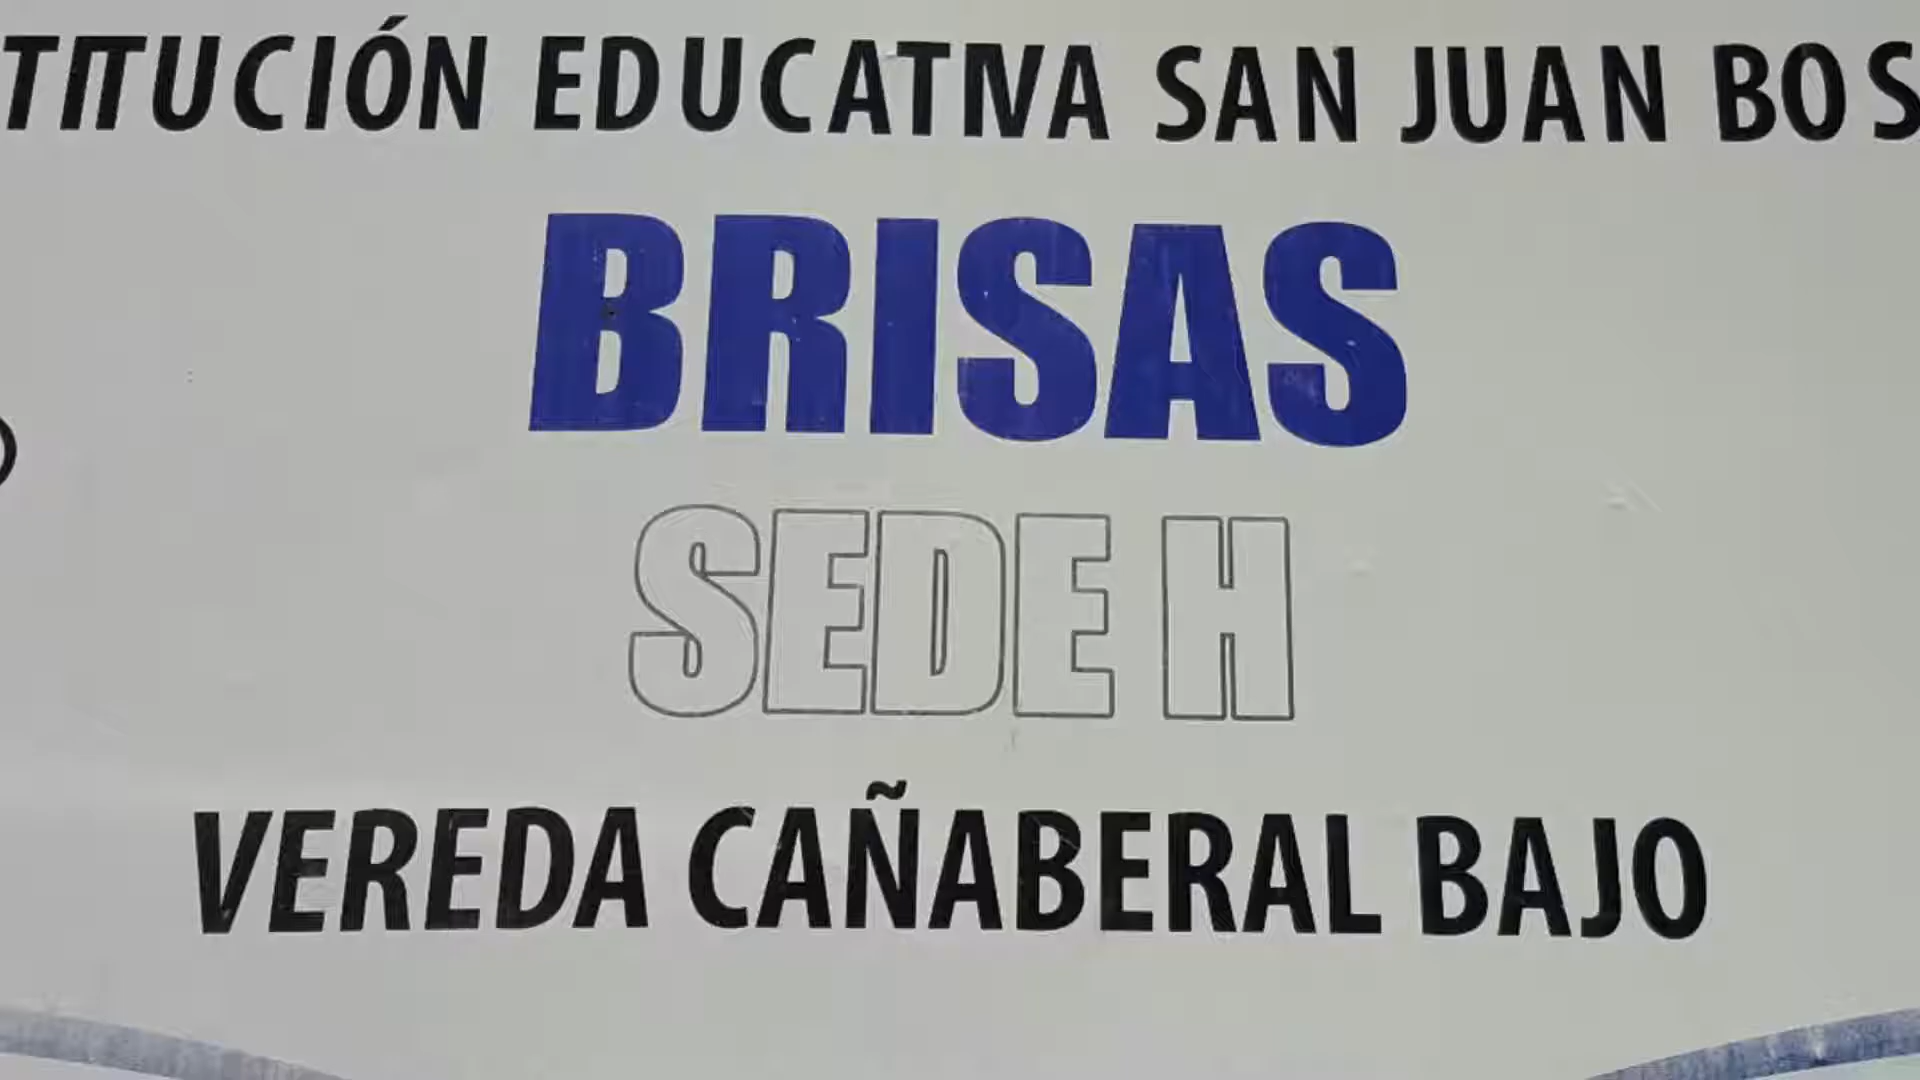 TITUCIÓN EDUCATIVA SAN JUAN BOS
BRISAS
SEDE H
VEREDA CAÑABERAL BAJO